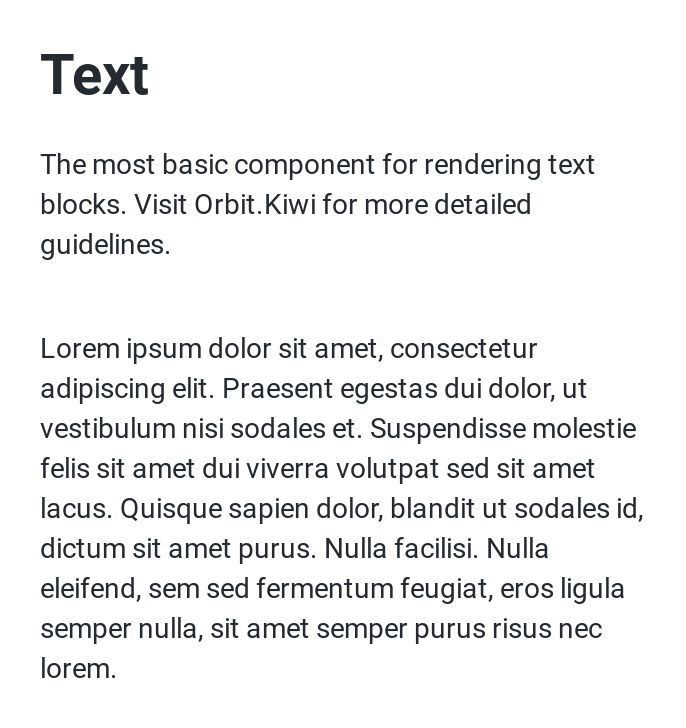 Text
The most basic component for rendering text
blocks. Visit Orbit.Kiwi for more detailed
guidelines.
Lorem ipsum dolor sit amet, consectetur
adipiscing elit. Praesent egestas dui dolor, ut
vestibulum nisi sodales et. Suspendisse molestie
felis sit amet dui viverra volutpat sed sit amet
lacus. Quisque sapien dolor, blandit ut sodales id,
dictum sit amet purus. Nulla facilisi. Nulla
eleifend, sem sed fermentum feugiat, eros ligula
semper nulla, sit amet semper purus risus nec
lorem.